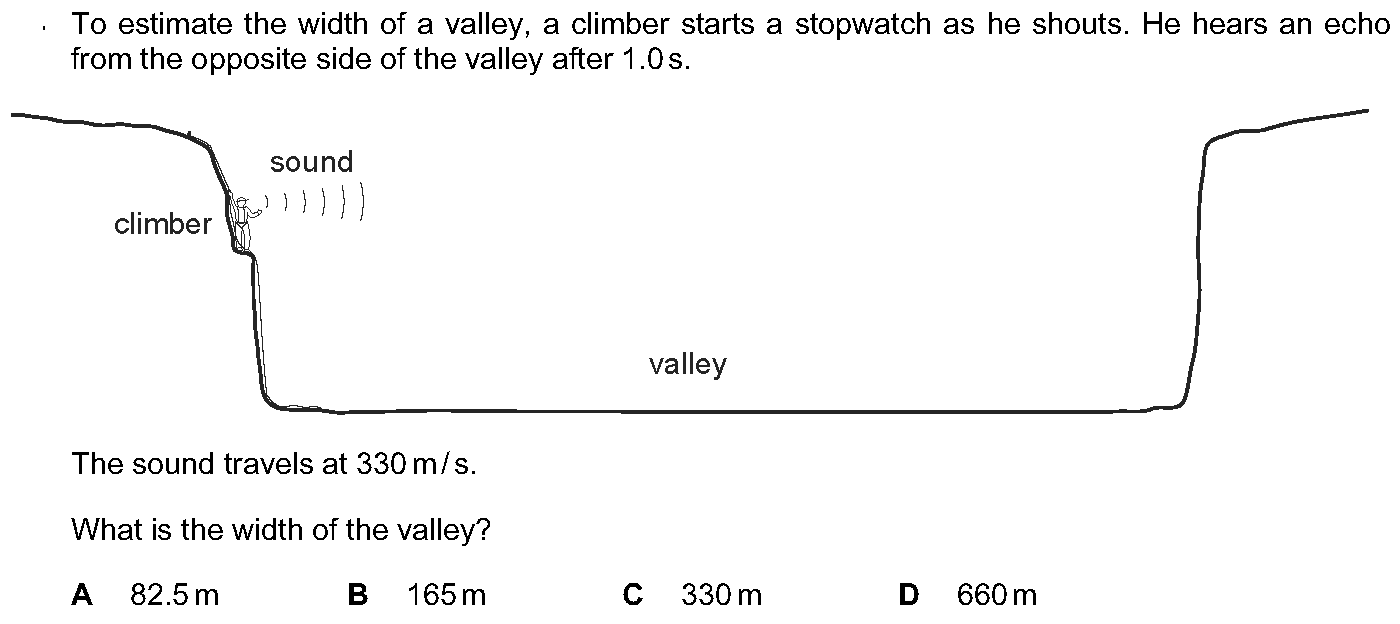 To estimate the width of a valley, a climber starts a stopwatch as he shouts. He hears an echo
from the opposite side of the valley after 1.0 s.
sound
climber
valley
The sound travels at 330 m / s.
What is the width of the valley?
A 82.5 m B 165 m C 330 m D 660 m